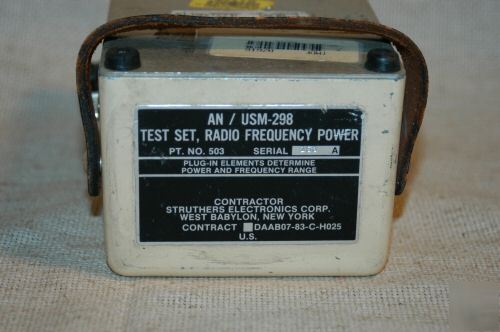 AN / USM-298
TEST SET, RADIO FREQUENCY POWER
PT. NO. 503 SERIAL A
PLUG-IN ELEMENTS DETERMINE
POWER AND FREQUENCY RANGE
CONTRACTOR
STRUTHERS ELECTRONICS CORP.
WEST BABYLON, NEW YORK
CONTRACT DAAB07-83-C-H025
U.S.